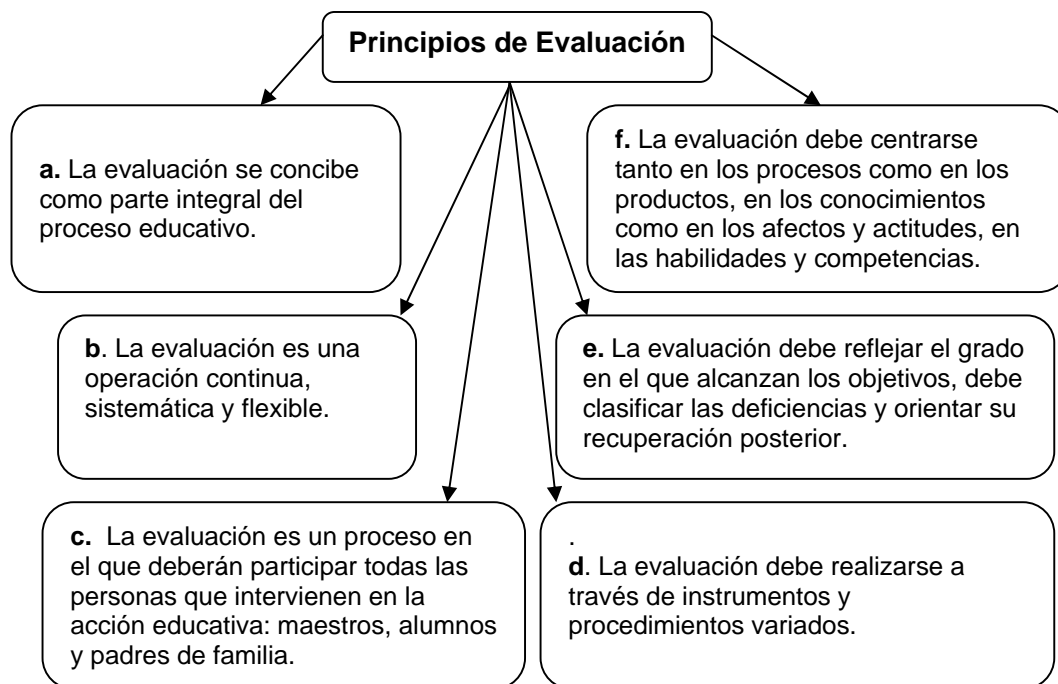 Principios de Evaluación
a. La evaluación se concibe
como parte integral del
proceso educativo.
b. La evaluación es una
operación continua,
sistemática y flexible.
c. La evaluación es un proceso en
el que deberán participar todas las
personas que intervienen en la
acción educativa: maestros, alumnos
y padres de familia.
.
d. La evaluación debe realizarse a
través de instrumentos y
procedimientos variados.
e. La evaluación debe reflejar el grado
en el que alcanzan los objetivos, debe
clasificar las deficiencias y orientar su
recuperación posterior.
f. La evaluación debe centrarse
tanto en los procesos como en los
productos, en los conocimientos
como en los afectos y actitudes, en
las habilidades y competencias.